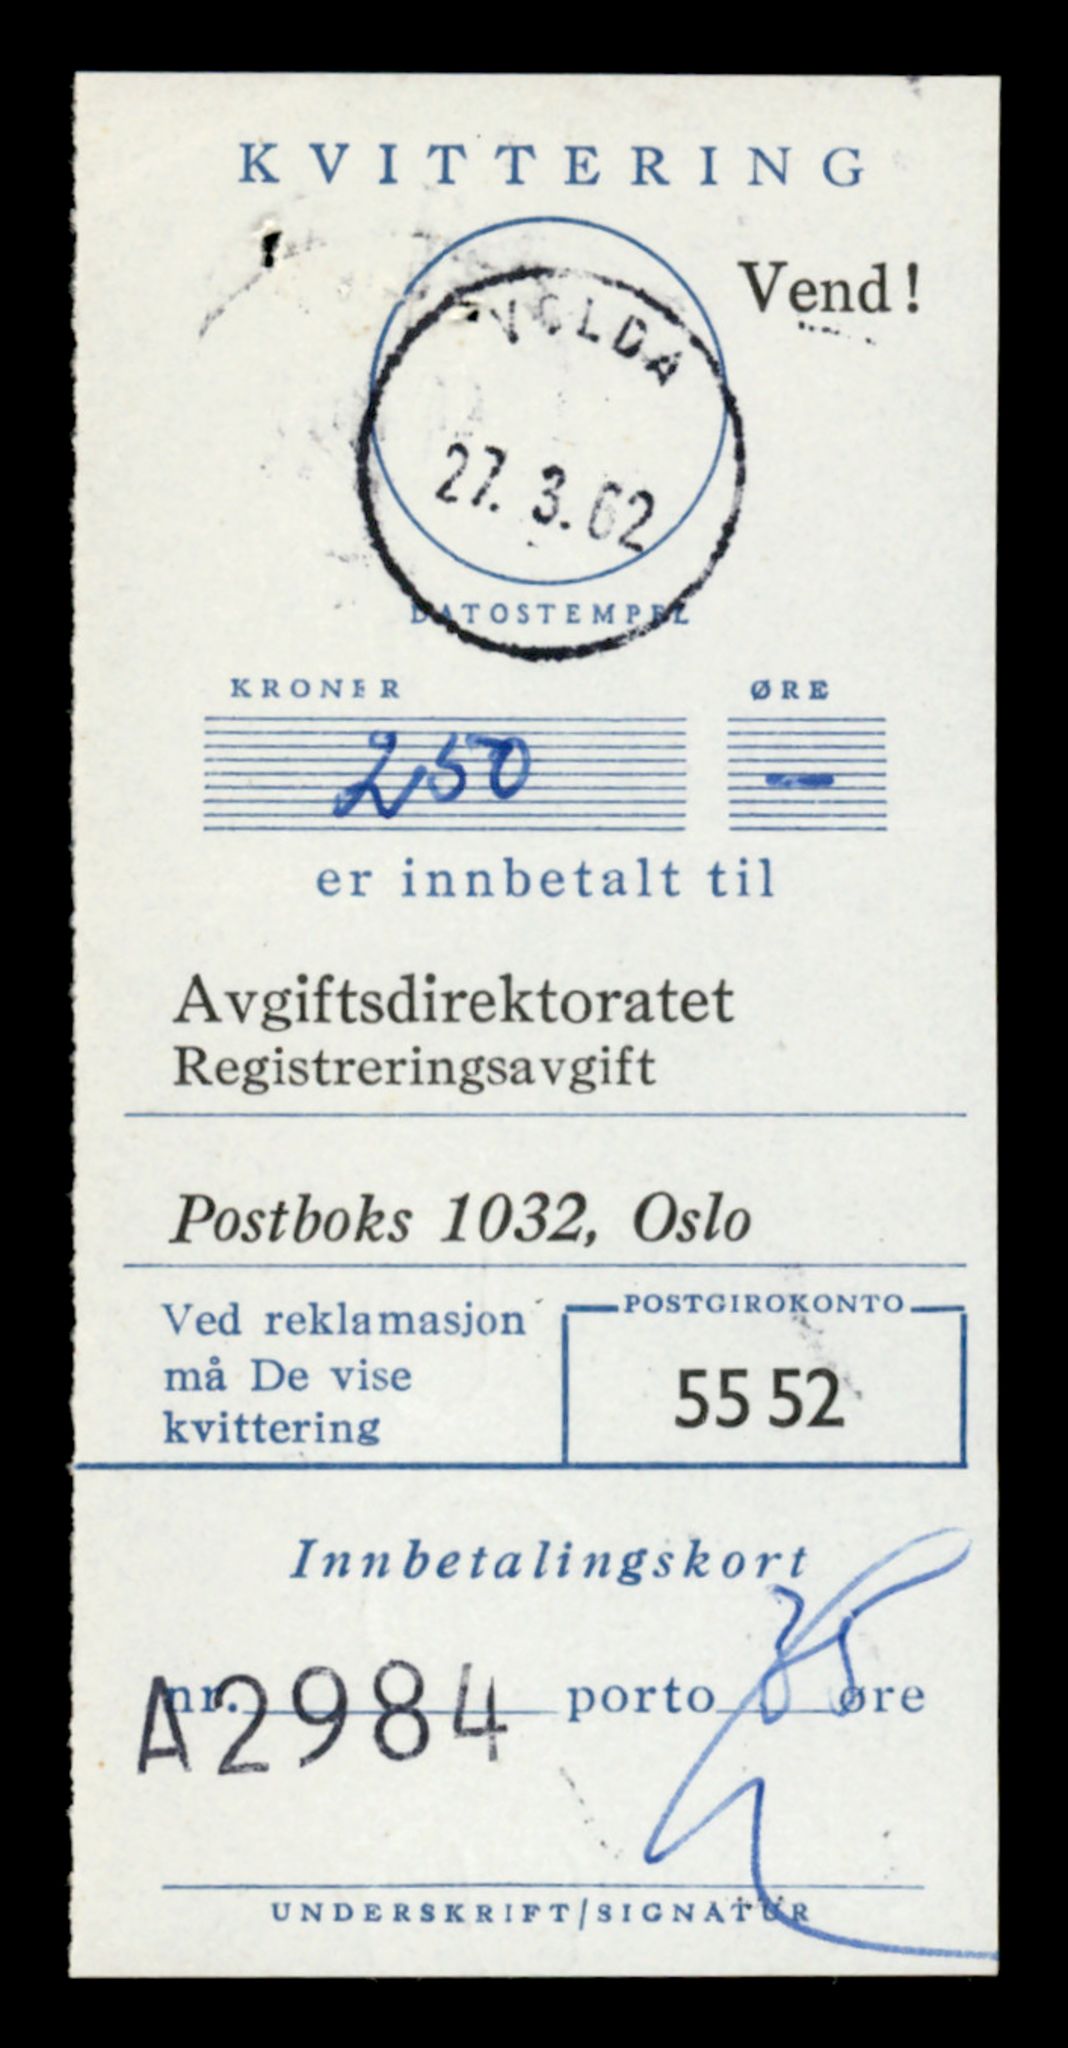 KVITTERING
Vend!
VOLDA
27. 3. 62
DATOSTEMPEL
KRONER ØRE
250 —
er innbetalt til
Avgiftsdirektoratet
Registreringsavgift
Postboks 1032, Oslo
Ved reklamasjon
må De vise
kvittering
POSTGIROKONTO
55 52
Innbetalingskort
nr. A2984 porto 35 øre
UNDERSKRIFT/SIGNATUR